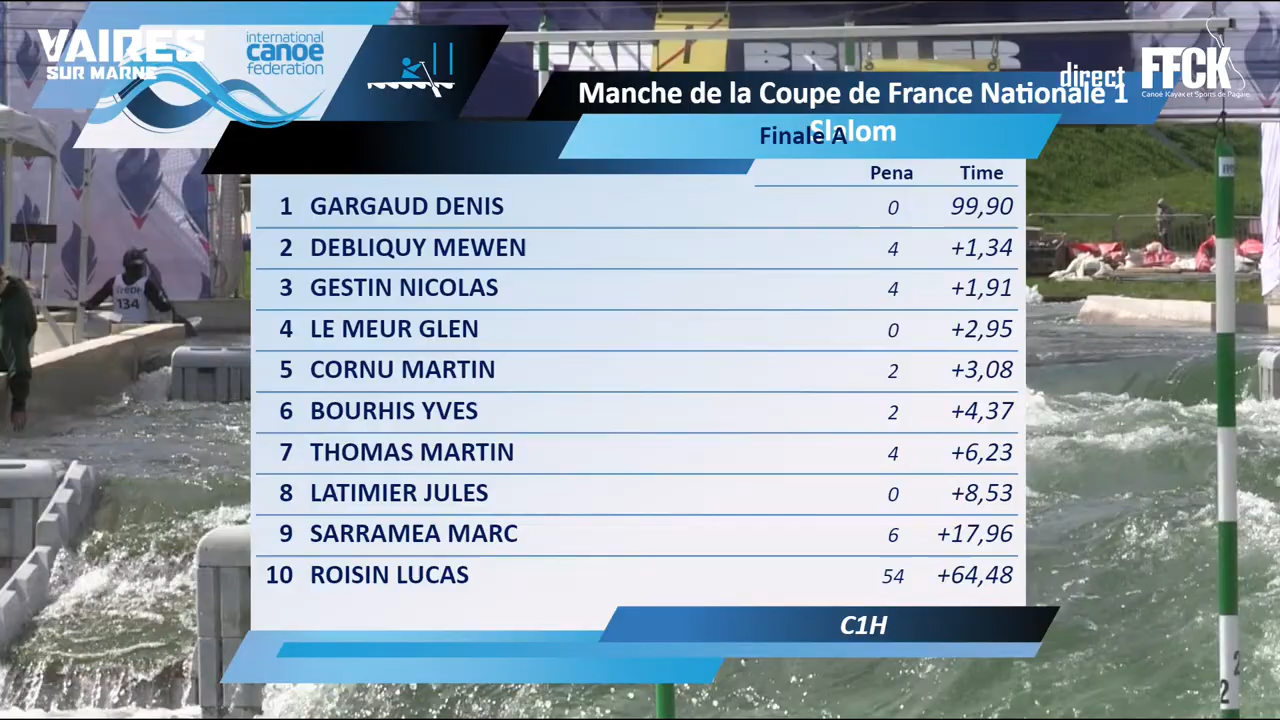 VAIRES
SUR MARNE
international
canoe
federation
direct
FFCK
Canoë Kayak et Sports de Pagaie
Manche de la Coupe de France Nationale 1
Slalom
Finale A
Pena Time
1 GARGAUD DENIS 0 99,90
2 DEBLIQUY MEWEN 4 +1,34
3 GESTIN NICOLAS 4 +1,91
4 LE MEUR GLEN 0 +2,95
5 CORNU MARTIN 2 +3,08
6 BOURHIS YVES 2 +4,37
7 THOMAS MARTIN 4 +6,23
8 LATIMIER JULES 0 +8,53
9 SARRAMEA MARC 6 +17,96
10 ROISIN LUCAS 54 +64,48
C1H
134
2
2